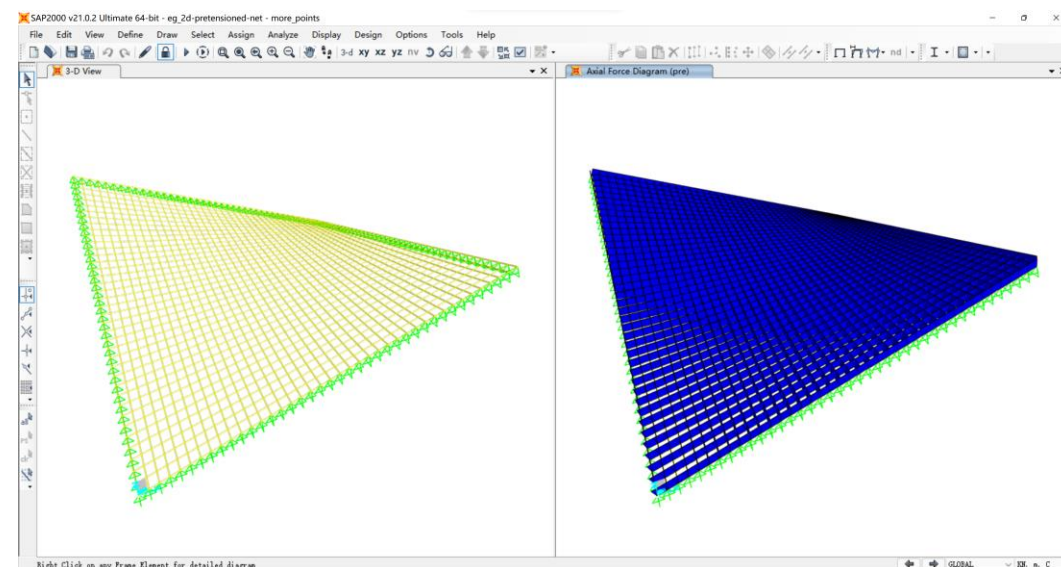 SAP2000 v21.0.2 Ultimate 64-bit - eg_2d-pretensioned-net - more_points
File Edit View Define Draw Select Assign Analyze Display Design Options Tools Help
3-d xy xz yz nv nd
3-D View
Axial Force Diagram (pre)
Right Click on any Frame Element for detailed diagram
GLOBAL KN, m, C